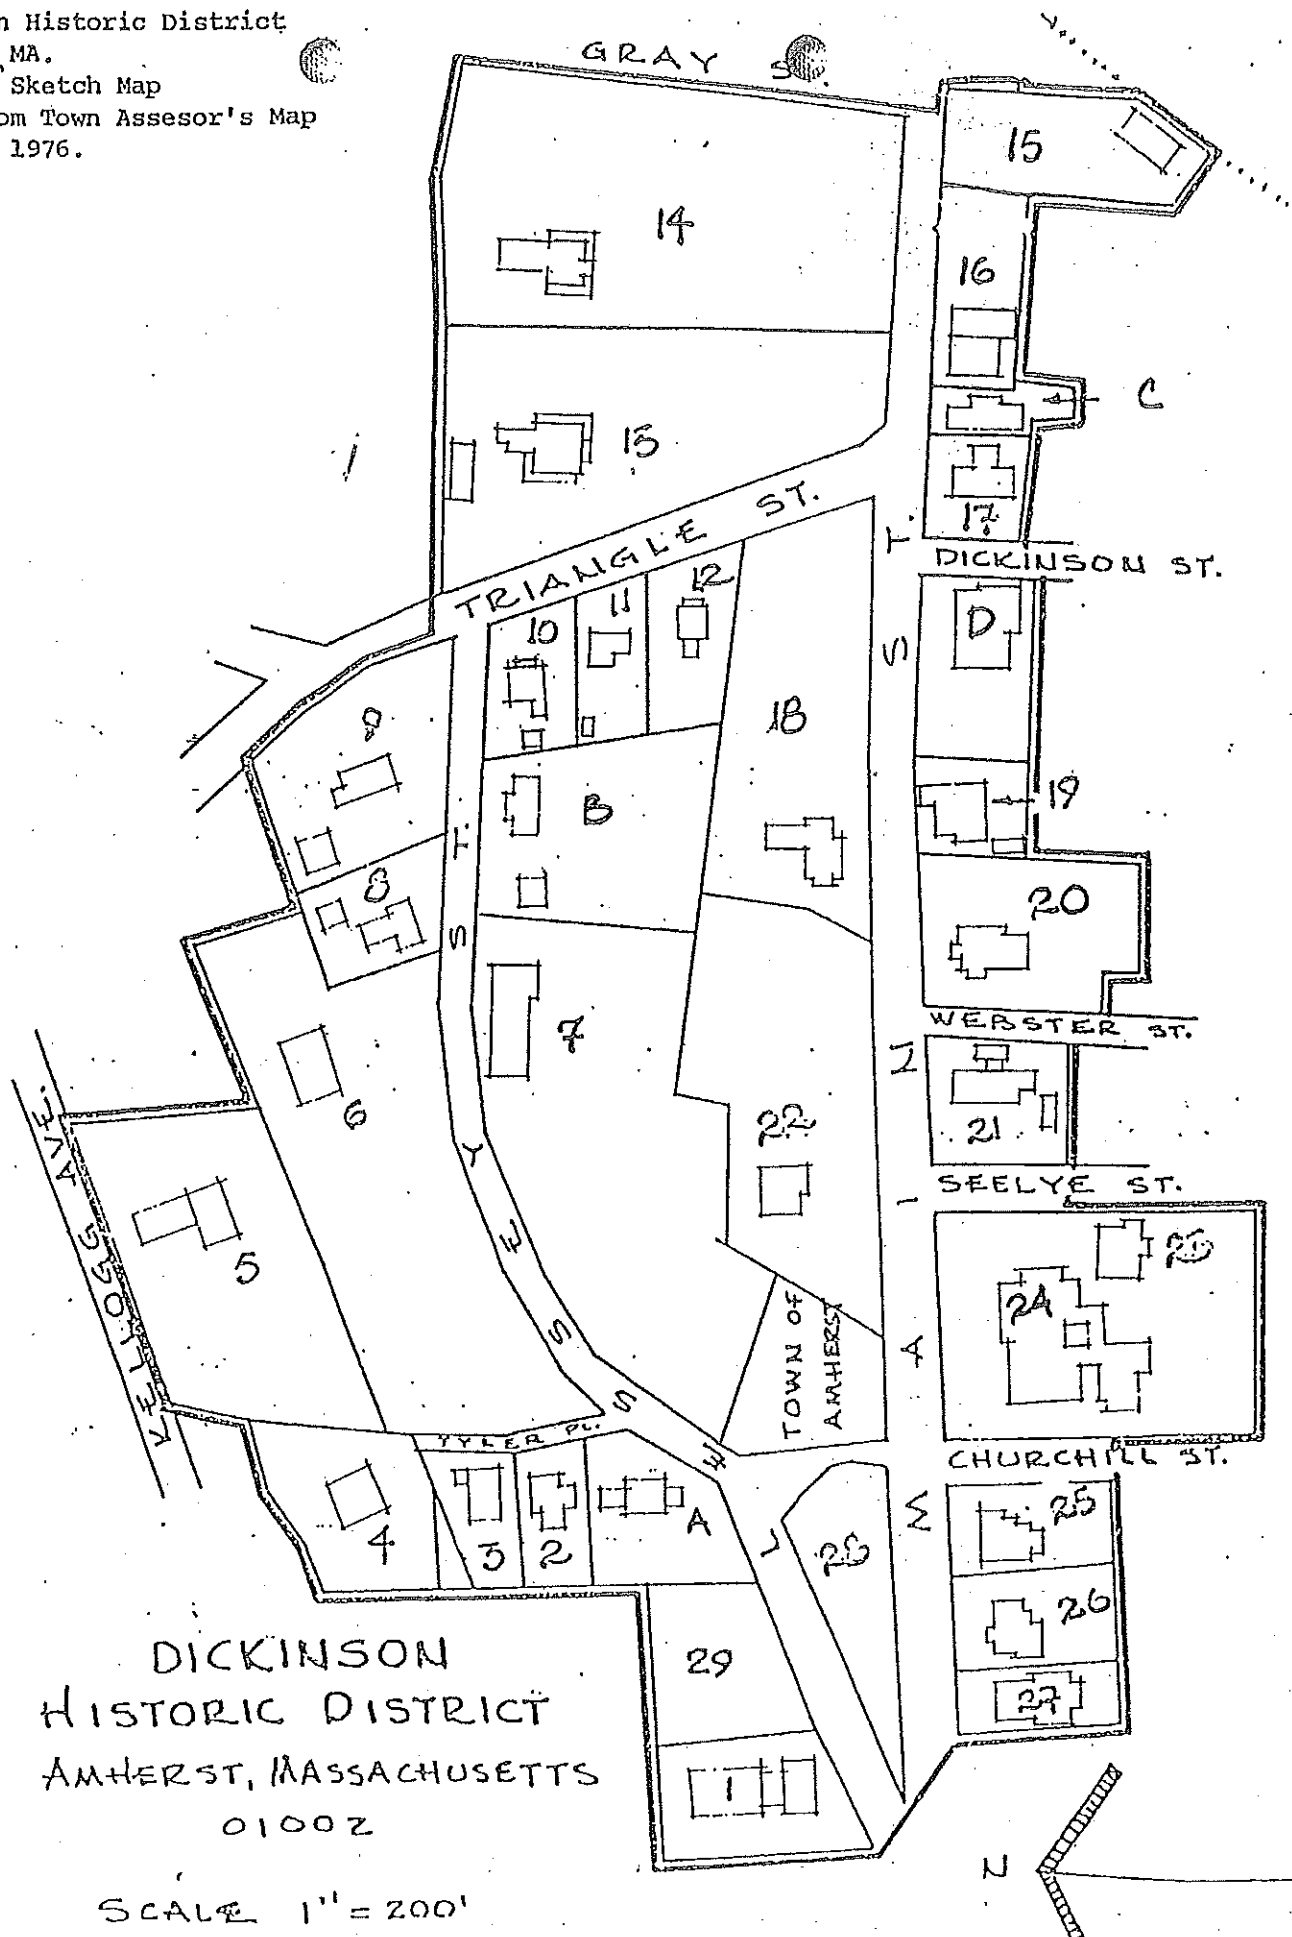 n Historic District
MA.
Sketch Map
om Town Assesor's Map
1976.
GRAY S
15
14
16
C
15
17
TRIANGLE ST.
DICKINSON ST.
12
11
10
D
9
18
B
19
8
20
7
WEBSTER ST.
6
22
21
SEELYE ST.
KELLOGG AVE.
5
23
24
TOWN OF
AMHERST
TYLER PL.
CHURCHILL ST.
LESSEY ST.
MAIN ST.
4
3
2
A
28
25
26
29
27
1
DICKINSON
HISTORIC DISTRICT
AMHERST, MASSACHUSETTS
01002
N
SCALE 1" = 200'